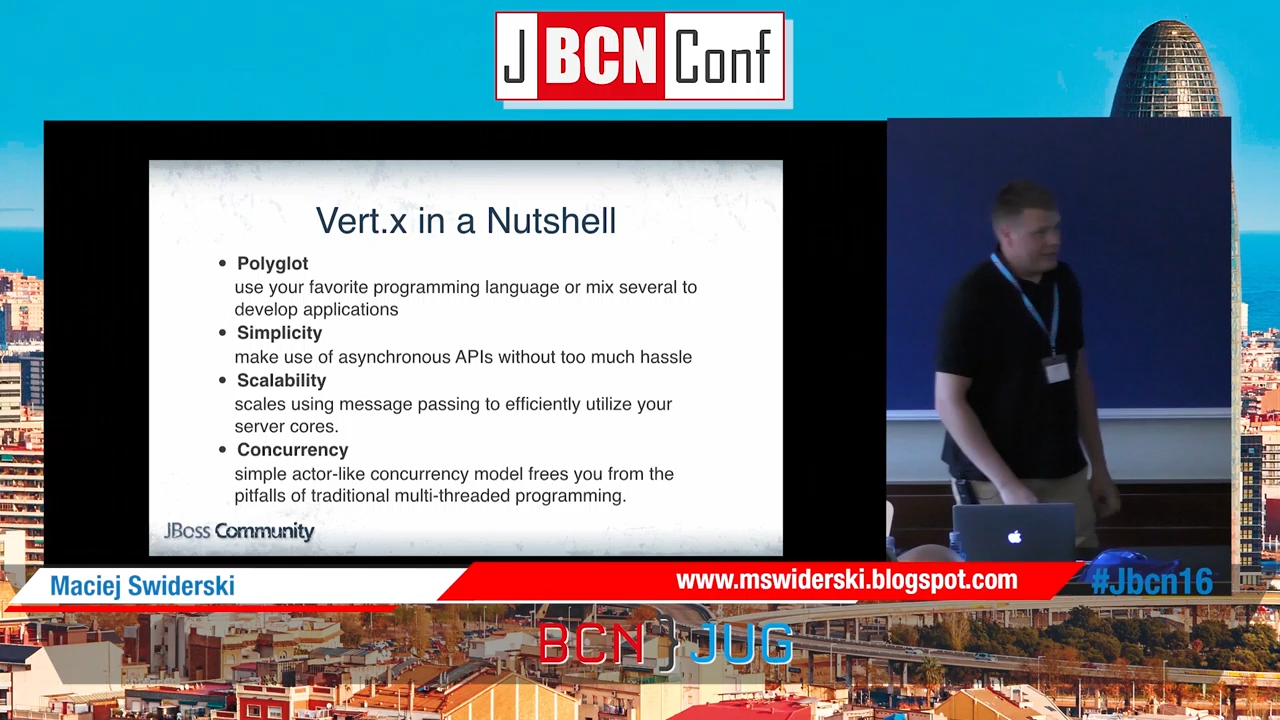 J BCN Conf
Vert.x in a Nutshell
• Polyglot
use your favorite programming language or mix several to
develop applications
• Simplicity
make use of asynchronous APIs without too much hassle
• Scalability
scales using message passing to efficiently utilize your
server cores.
• Concurrency
simple actor-like concurrency model frees you from the
pitfalls of traditional multi-threaded programming.
JBoss Community
Maciej Swiderski
www.mswiderski.blogspot.com
#Jbcn16
BCN JUG